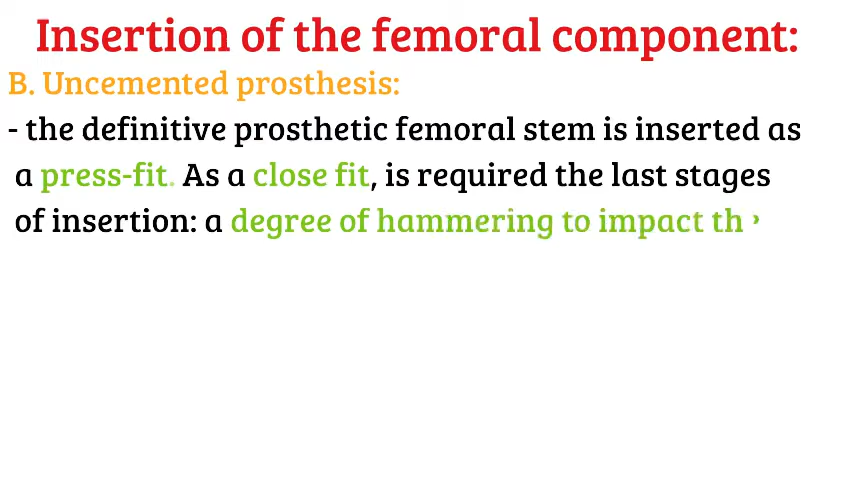 Insertion of the femoral component:
B. Uncemented prosthesis:
- the definitive prosthetic femoral stem is inserted as
a press-fit. As a close fit, is required the last stages
of insertion: a degree of hammering to impact th